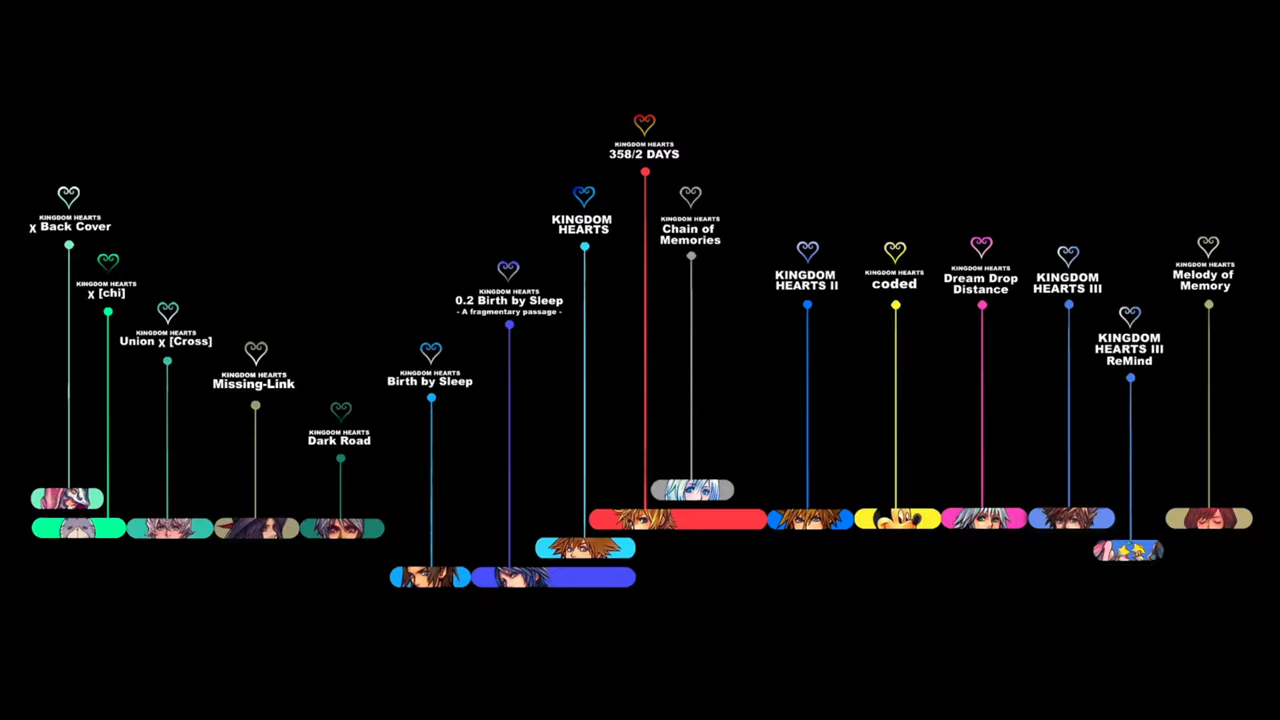 KINGDOM HEARTS
χ Back Cover
KINGDOM HEARTS
χ [chi]
KINGDOM HEARTS
Union χ [Cross]
KINGDOM HEARTS
Missing-Link
KINGDOM HEARTS
Dark Road
KINGDOM HEARTS
Birth by Sleep
KINGDOM HEARTS
0.2 Birth by Sleep
- A fragmentary passage -
KINGDOM
HEARTS
KINGDOM HEARTS
358/2 DAYS
KINGDOM HEARTS
Chain of
Memories
KINGDOM
HEARTS II
KINGDOM HEARTS
coded
KINGDOM HEARTS
Dream Drop
Distance
KINGDOM
HEARTS III
KINGDOM
HEARTS III
ReMind
KINGDOM HEARTS
Melody of
Memory